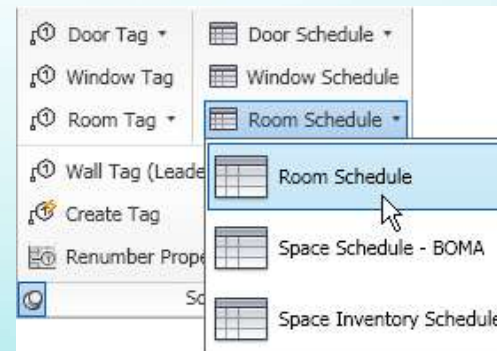 Door Tag
Door Schedule
Window Tag
Window Schedule
Room Tag
Room Schedule
Wall Tag (Leade
Room Schedule
Create Tag
Space Schedule - BOMA
Renumber Prope
Sc
Space Inventory Schedule